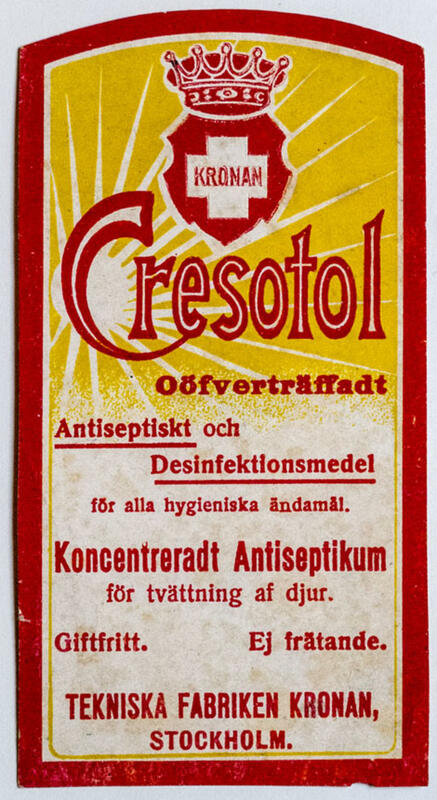 KRONAN
Cresotol
Oöfverträffadt
Antiseptiskt och
Desinfektionsmedel
för alla hygieniska ändamål.
Koncentreradt Antiseptikum
för tvättning af djur.
Giftfritt. Ej frätande.
TEKNISKA FABRIKEN KRONAN,
STOCKHOLM.